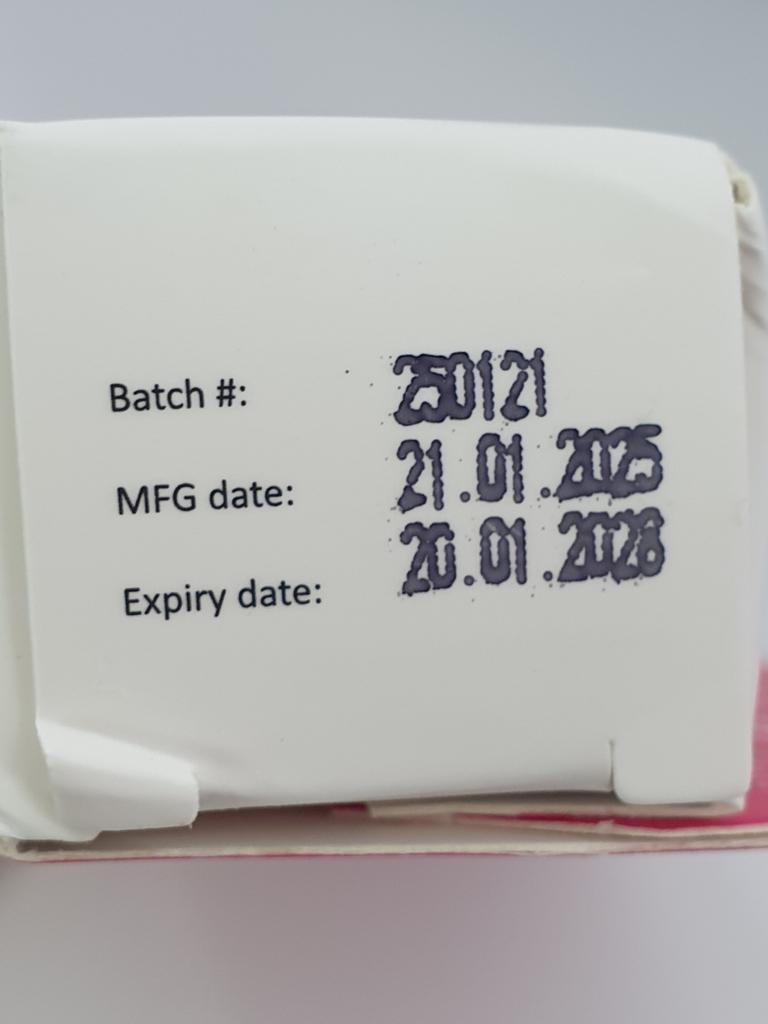 Batch #: 250121
MFG date: 21.01.2025
Expiry date: 20.01.2028